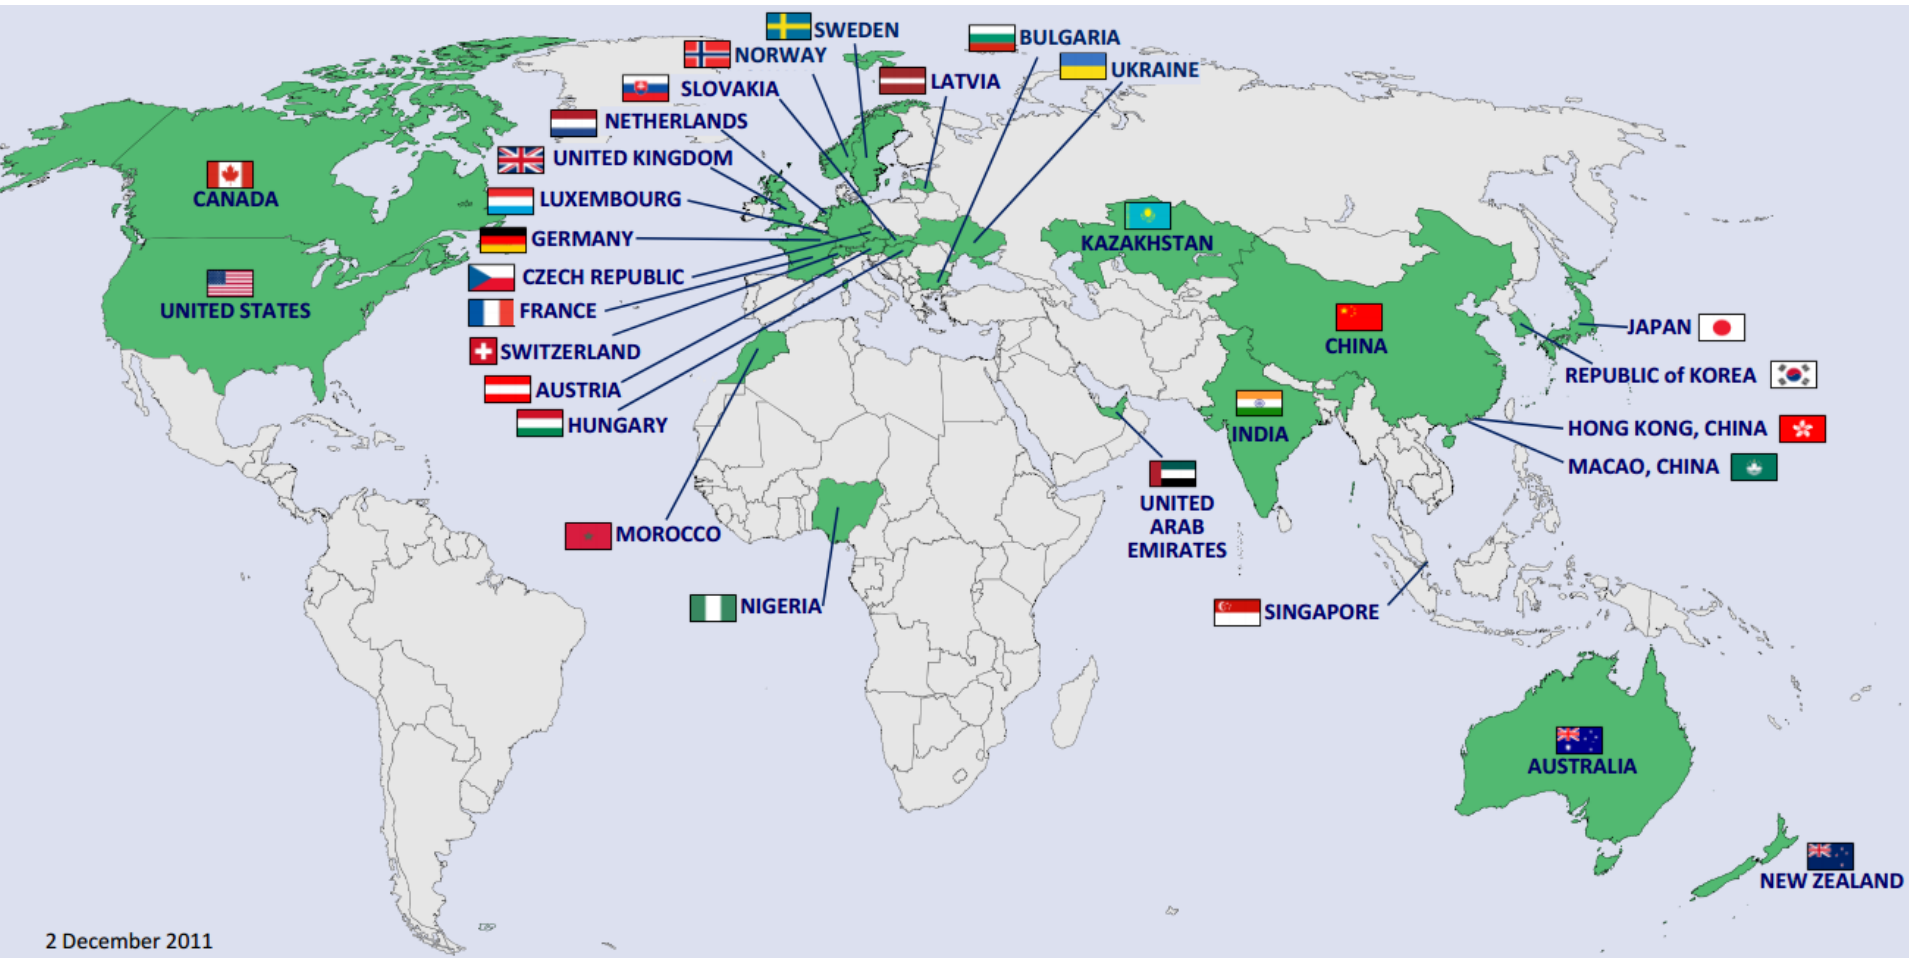 SWEDEN
NORWAY
BULGARIA
UKRAINE
SLOVAKIA
LATVIA
NETHERLANDS
UNITED KINGDOM
CANADA
LUXEMBOURG
GERMANY
KAZAKHSTAN
CZECH REPUBLIC
UNITED STATES
FRANCE
JAPAN
SWITZERLAND
CHINA
REPUBLIC of KOREA
AUSTRIA
HUNGARY
INDIA
HONG KONG, CHINA
MACAO, CHINA
UNITED
ARAB
EMIRATES
MOROCCO
NIGERIA
SINGAPORE
AUSTRALIA
NEW ZEALAND
2 December 2011